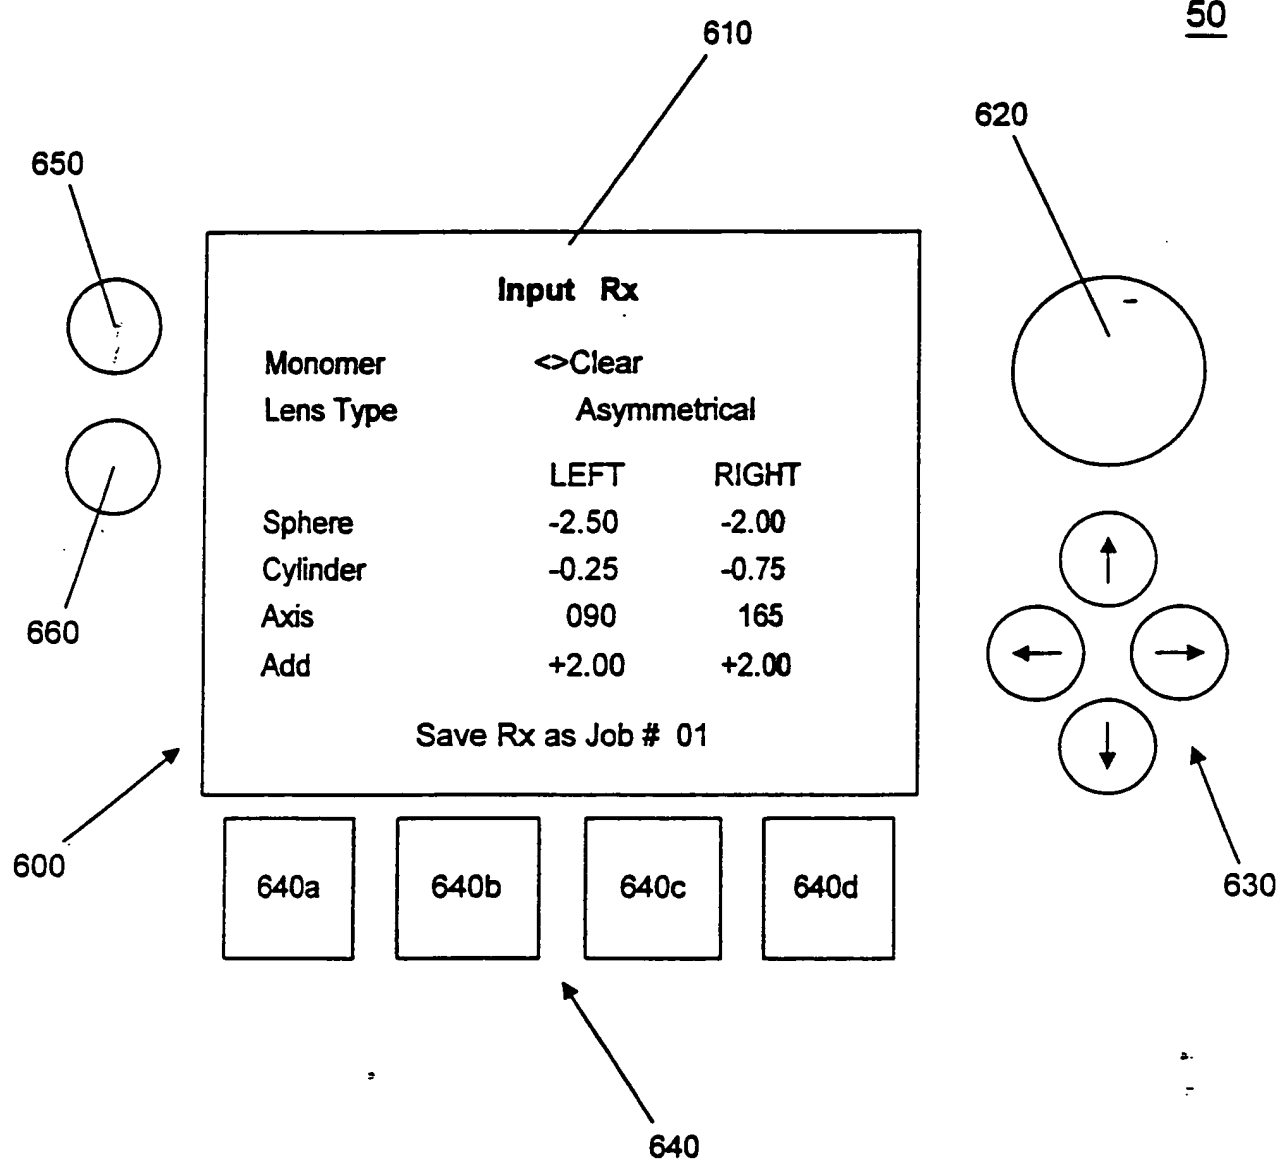 50
610
620
650
Input Rx
Monomer <>Clear
Lens Type Asymmetrical
LEFT RIGHT
Sphere -2.50 -2.00
Cylinder -0.25 -0.75
Axis 090 165
Add +2.00 +2.00
Save Rx as Job # 01
660
600
630
640a 640b 640c 640d
640